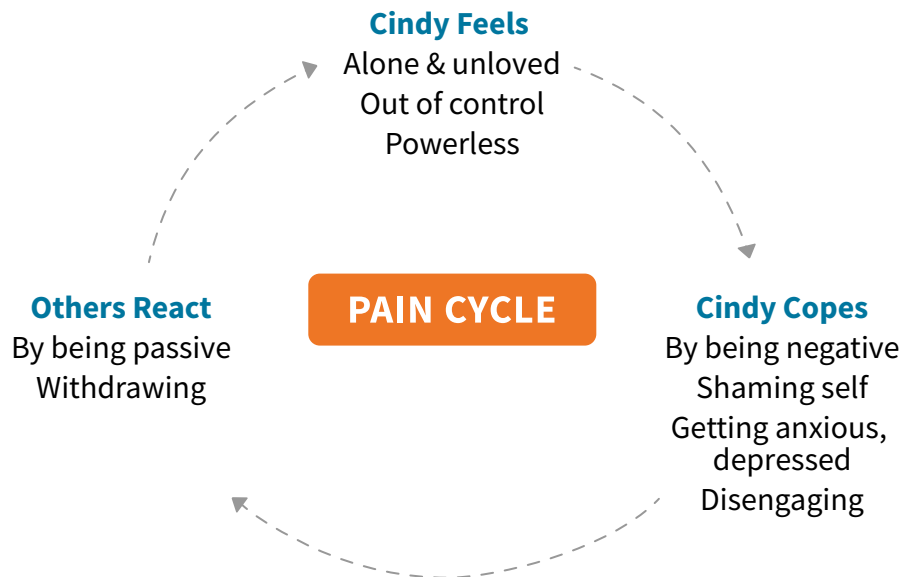 Cindy Feels
Alone & unloved
Out of control
Powerless
PAIN CYCLE
Others React
By being passive
Withdrawing
Cindy Copes
By being negative
Shaming self
Getting anxious,
depressed
Disengaging